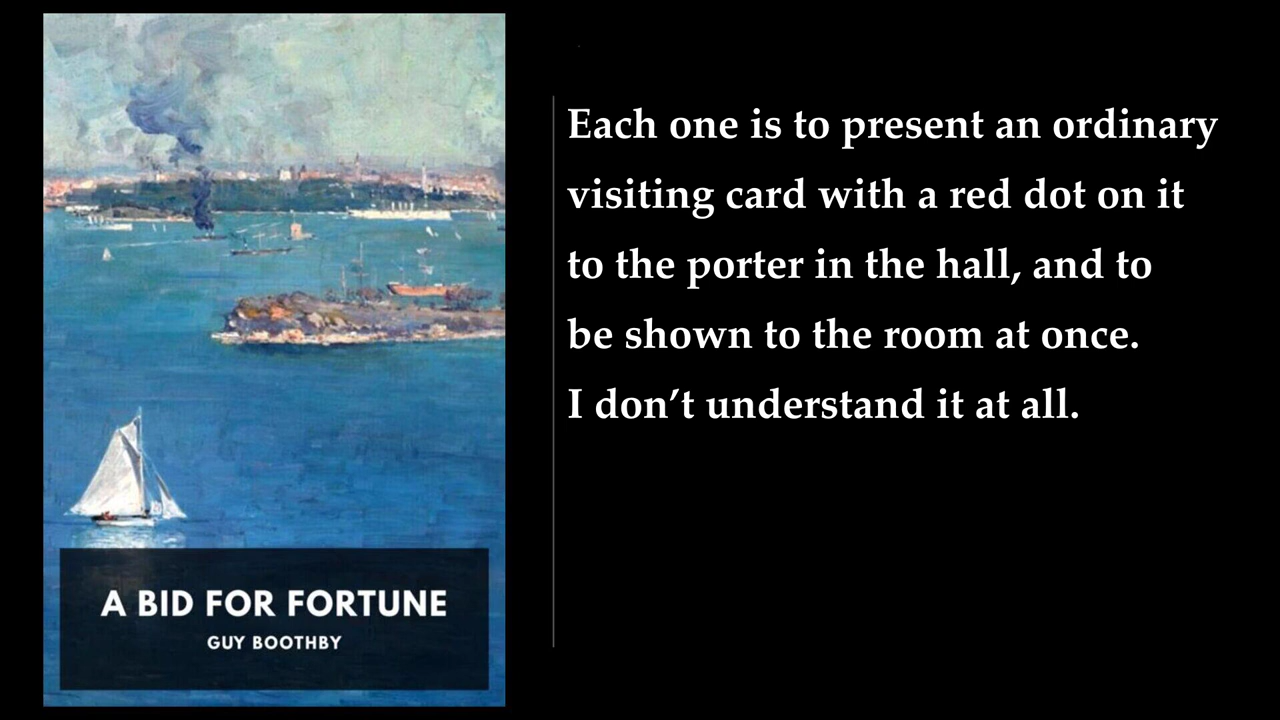 A BID FOR FORTUNE
GUY BOOTHBY
Each one is to present an ordinary
visiting card with a red dot on it
to the porter in the hall, and to
be shown to the room at once.
I don’t understand it at all.